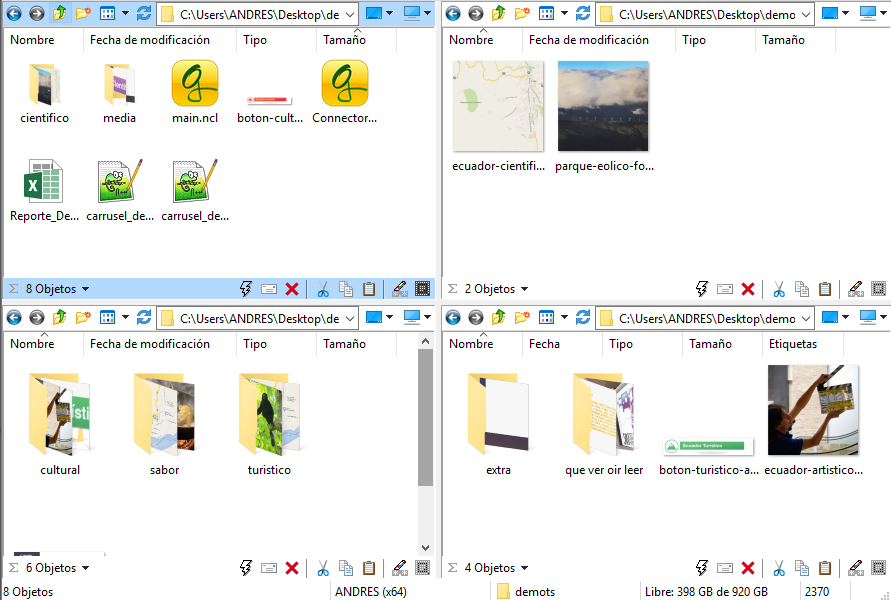 C:\Users\ANDRES\Desktop\de
Nombre Fecha de modificación Tipo Tamaño
cientifico media main.ncl boton-cult... Connector...
Reporte_De... carrusel_de... carrusel_de...
8 Objetos
C:\Users\ANDRES\Desktop\demo
Nombre Fecha de modificación Tipo Tamaño
ecuador-cientifi... parque-eolico-fo...
2 Objetos
C:\Users\ANDRES\Desktop\de
Nombre Fecha de modificación Tipo Tamaño
cultural sabor turistico
6 Objetos
C:\Users\ANDRES\Desktop\demo
Nombre Fecha Tipo Tamaño Etiquetas
Ecuador Turístico
extra que ver oir leer boton-turistico-a... ecuador-artistico...
4 Objetos
8 Objetos ANDRES (x64) demots Libre: 398 GB de 920 GB 2370